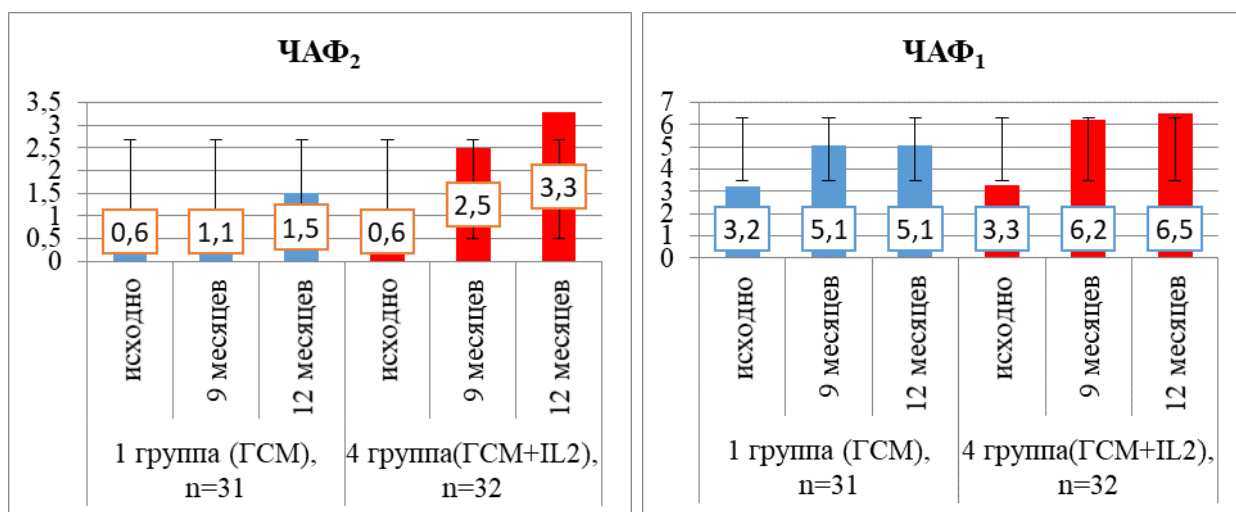 ЧАФ₂
3,5
3
2,5
2
1,5
1
0,5
0
0,6
1,1
1,5
0,6
2,5
3,3
исходно
9 месяцев
12 месяцев
исходно
9 месяцев
12 месяцев
1 группа (ГСМ),
n=31
4 группа(ГСМ+IL2),
n=32
ЧАФ₁
7
6
5
4
3
2
1
0
3,2
5,1
5,1
3,3
6,2
6,5
исходно
9 месяцев
12 месяцев
исходно
9 месяцев
12 месяцев
1 группа (ГСМ),
n=31
4 группа(ГСМ+IL2),
n=32